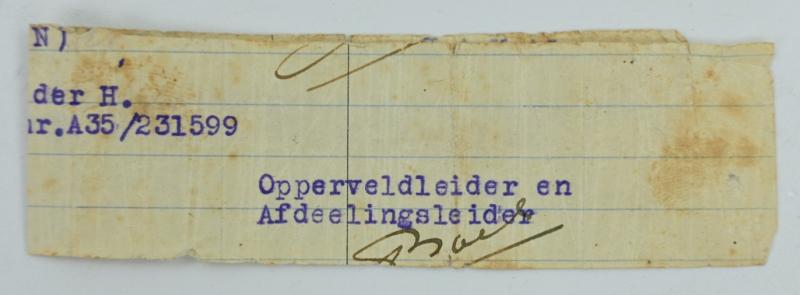 N)
der H.
nr.A35/231599
Opperveldleider en
Afdeelingsleider